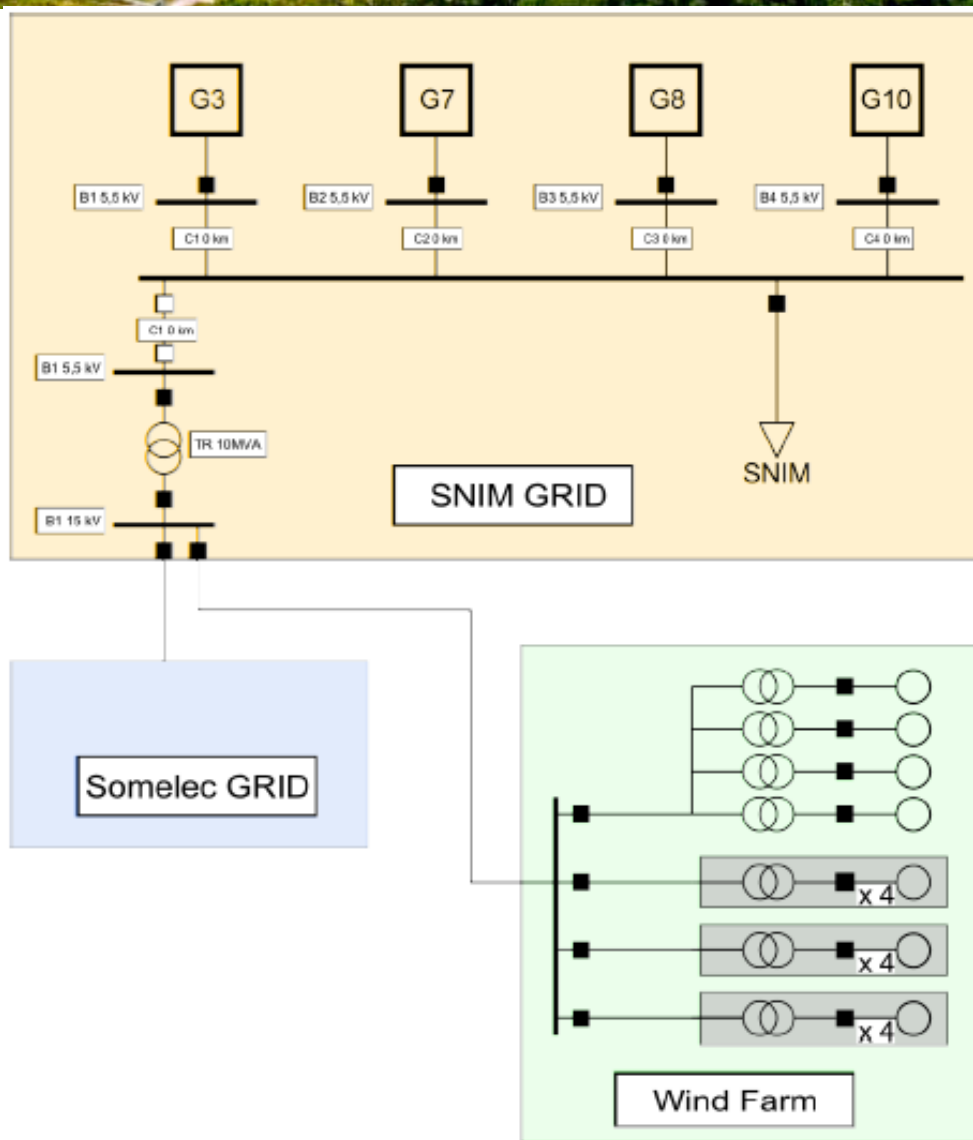 G3
G7
G8
G10
B1 5,5 kV
B2 5,5 kV
B3 5,5 kV
B4 5,5 kV
C1 0 km
C2 0 km
C3 0 km
C4 0 km
C1 0 km
B1 5,5 kV
TR 10MVA
SNIM
SNIM GRID
B1 15 kV
Somelec GRID
x 4
x 4
x 4
Wind Farm